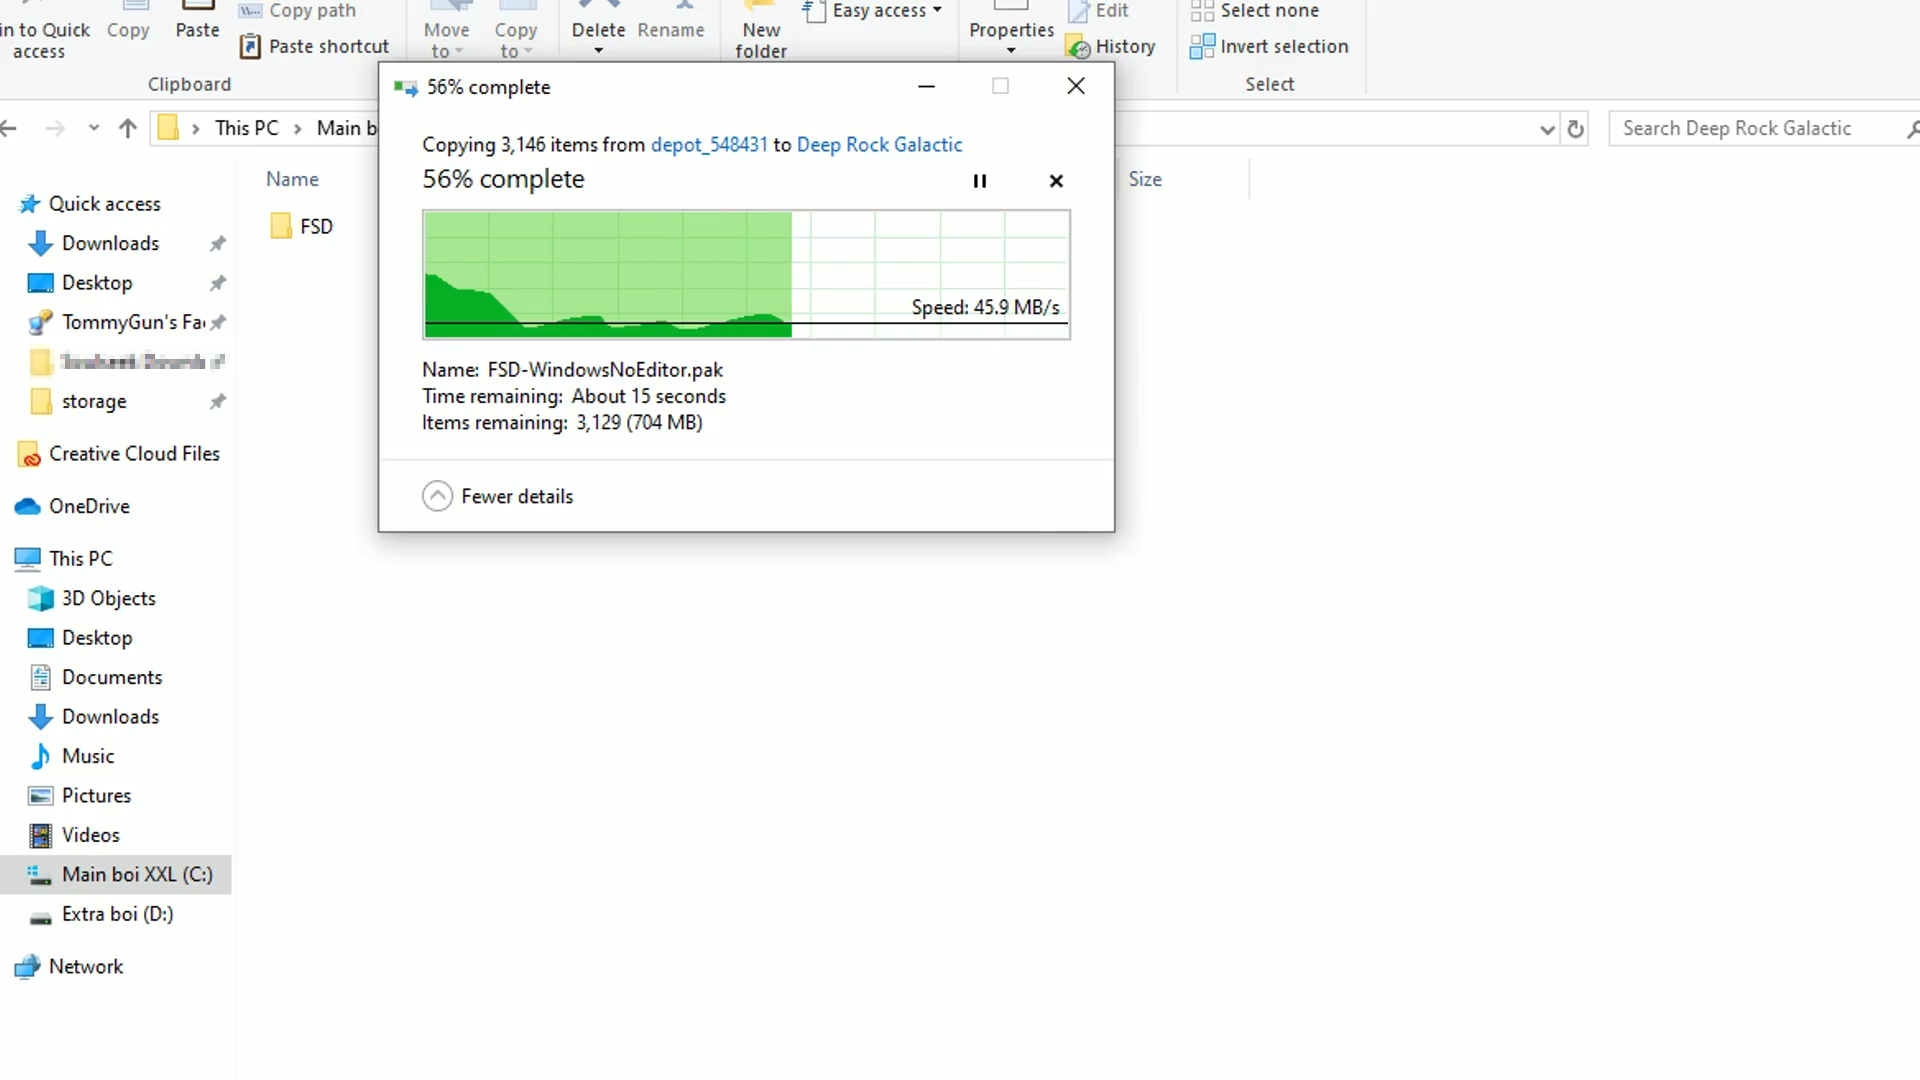 in to Quick
access
Copy
Paste
Copy path
Paste shortcut
Move
to
Copy
to
Delete
Rename
New
folder
Easy access
Properties
Edit
History
Select none
Invert selection
Clipboard
Select
This PC
Main b
Search Deep Rock Galactic
56% complete
Copying 3,146 items from depot_548431 to Deep Rock Galactic
56% complete
Speed: 45.9 MB/s
Name: FSD-WindowsNoEditor.pak
Time remaining: About 15 seconds
Items remaining: 3,129 (704 MB)
Fewer details
Name
Size
FSD
Quick access
Downloads
Desktop
TommyGun's Fa
storage
Creative Cloud Files
OneDrive
This PC
3D Objects
Desktop
Documents
Downloads
Music
Pictures
Videos
Main boi XXL (C:)
Extra boi (D:)
Network